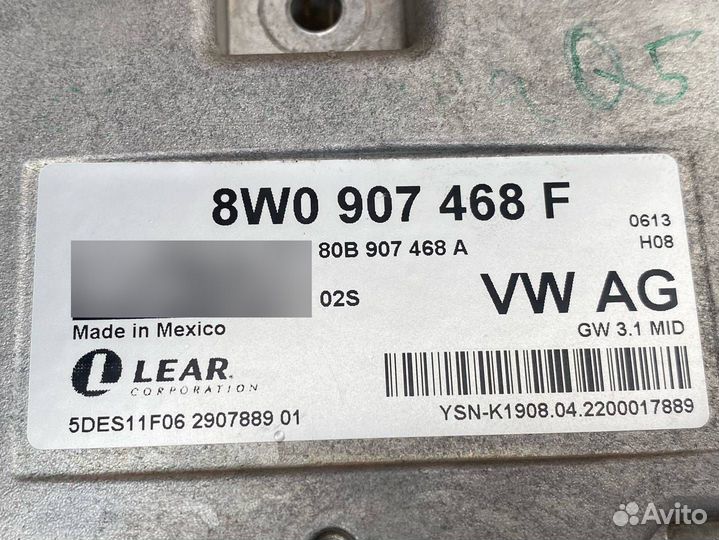 Q5
8W0 907 468 F
0613
H08
80B 907 468 A
02S
VW AG
Made in Mexico
GW 3.1 MID
LEAR
CORPORATION
5DES11F06 2907889 01
YSN-K1908.04.2200017889
Avito